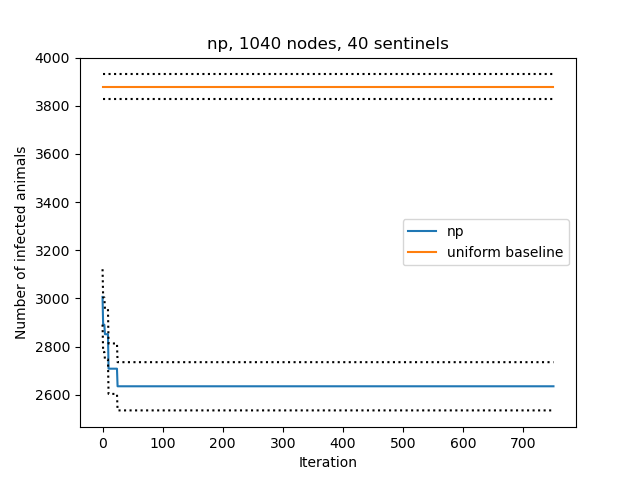 np, 1040 nodes, 40 sentinels
Number of infected animals
4000
3800
3600
3400
3200
3000
2800
2600
np
uniform baseline
0 100 200 300 400 500 600 700
Iteration